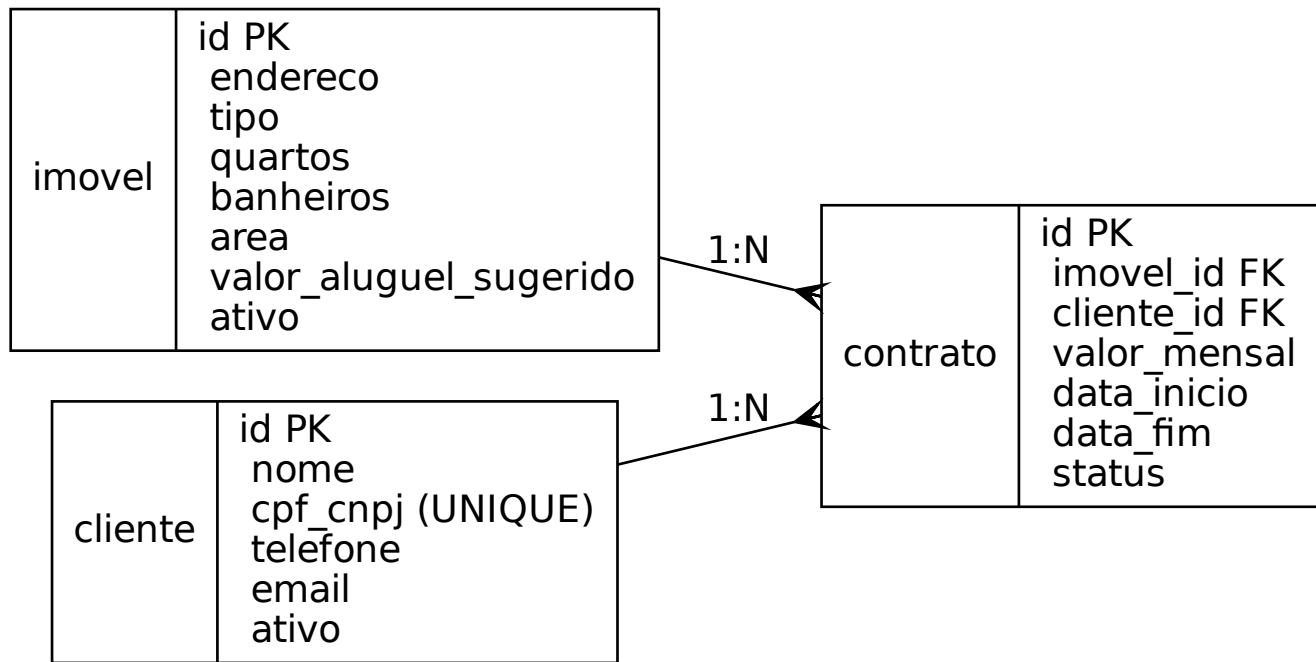 imovel
id PK
endereco
tipo
quartos
banheiros
area
valor_aluguel_sugerido
ativo
1:N
cliente
id PK
nome
cpf_cnpj (UNIQUE)
telefone
email
ativo
1:N
contrato
id PK
imovel_id FK
cliente_id FK
valor_mensal
data_inicio
data_fim
status